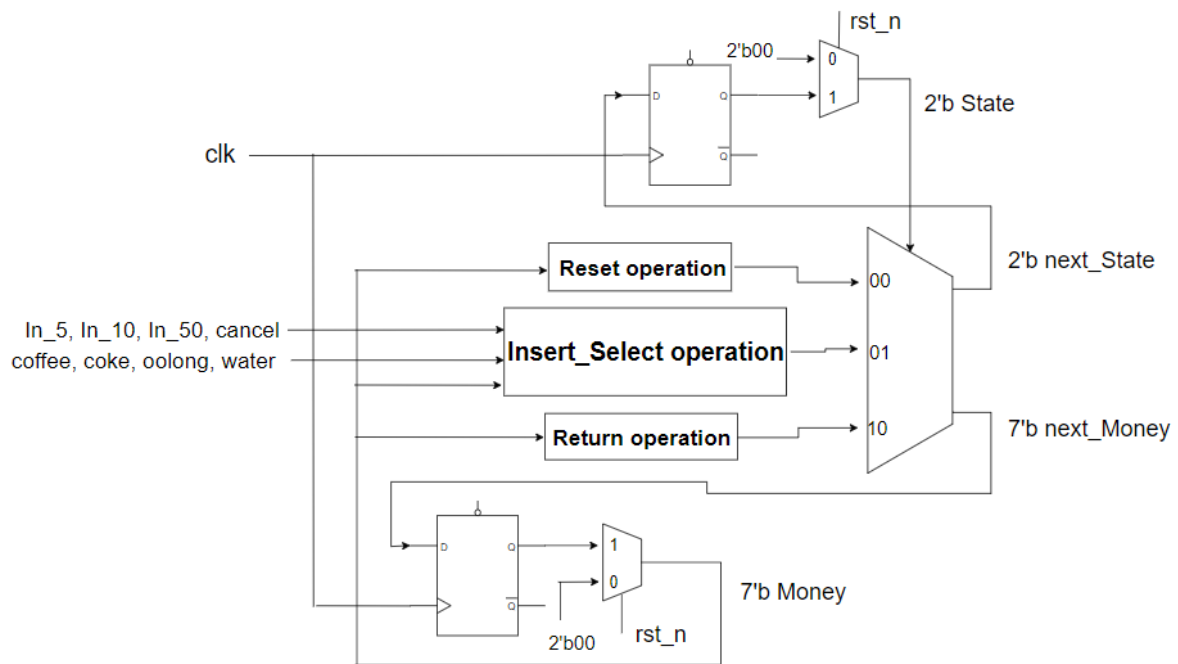 rst_n
2'b00
0
1
D
Q
Q
2'b State
clk
Reset operation
00
2'b next_State
In_5, In_10, In_50, cancel
coffee, coke, oolong, water
Insert_Select operation
01
Return operation
10
7'b next_Money
D
Q
Q
1
0
7'b Money
2'b00
rst_n